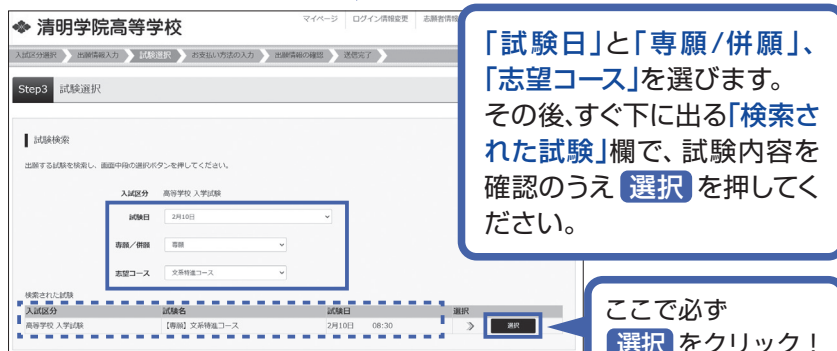 清明学院高等学校
マイページ ログイン情報変更 志願者情報
入試区分選択 出願情報入力 試験選択 お支払い方法の入力 出願情報の確認 送信完了
Step3 試験選択
試験検索
出願する試験を検索し、画面中段の選択ボタンを押してください。
入試区分 高等学校 入学試験
試験日 2月10日
専願/併願 専願
志望コース 文系特進コース
検索された試験
入試区分 試験名 試験日 選択
高等学校 入学試験 【専願】文系特進コース 2月10日 08:30 選択
「試験日」と「専願/併願」、
「志望コース」を選びます。
その後、すぐ下に出る「検索さ
れた試験」欄で、試験内容を
確認のうえ 選択 を押してく
ださい。
ここで必ず
選択 をクリック!